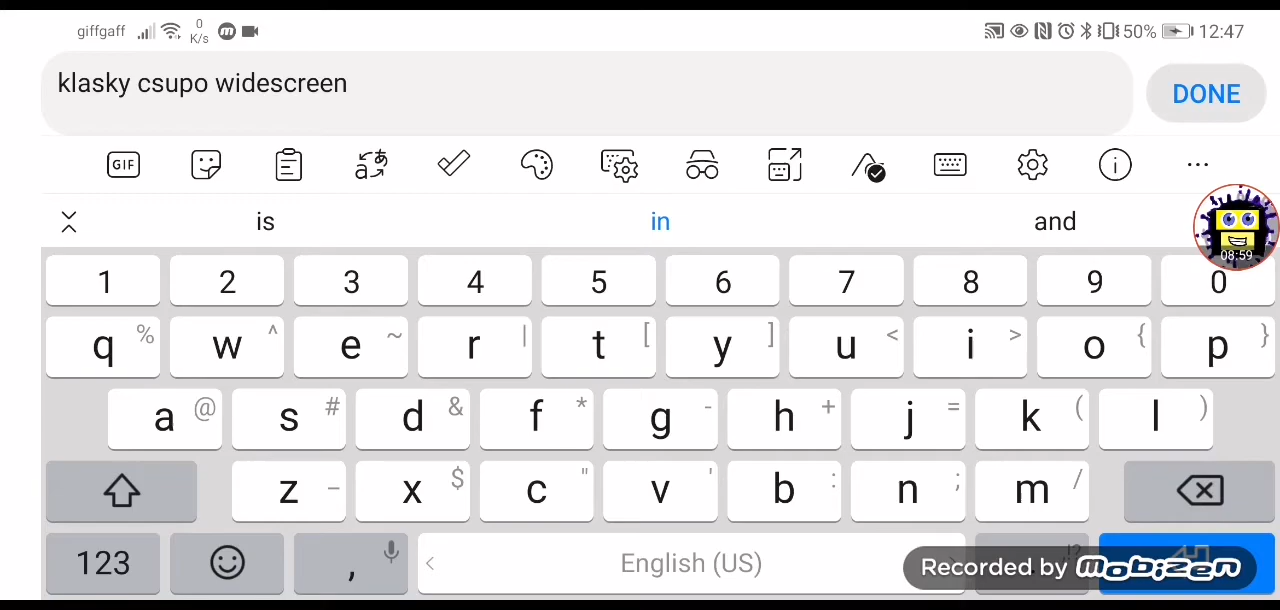 giffgaff 0 K/s 50% 12:47
klasky csupo widescreen
DONE
GIF
is in and
08:59
1 2 3 4 5 6 7 8 9 0
q % w ^ e ~ r | t [ y ] u < i > o { p }
a @ s # d & f * g - h + j = k ( l )
z _ x $ c " v ' b : n ; m /
123 , < English (US) > . !?
Recorded by mobizen